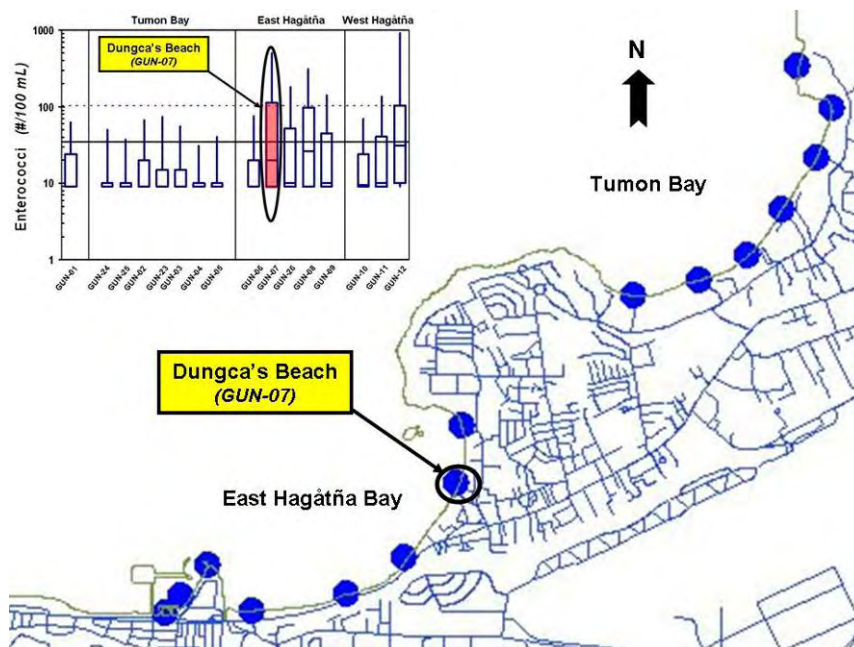 Tumon Bay East Hagåtña West Hagåtña
Dungca's Beach
(GUN-07)
Enterococci (#/100 mL)
1000
100
10
1
GUN-01
GUN-24
GUN-25
GUN-02
GUN-23
GUN-03
GUN-04
GUN-05
GUN-06
GUN-07
GUN-26
GUN-08
GUN-09
GUN-10
GUN-11
GUN-12
N
Tumon Bay
Dungca's Beach
(GUN-07)
East Hagåtña Bay